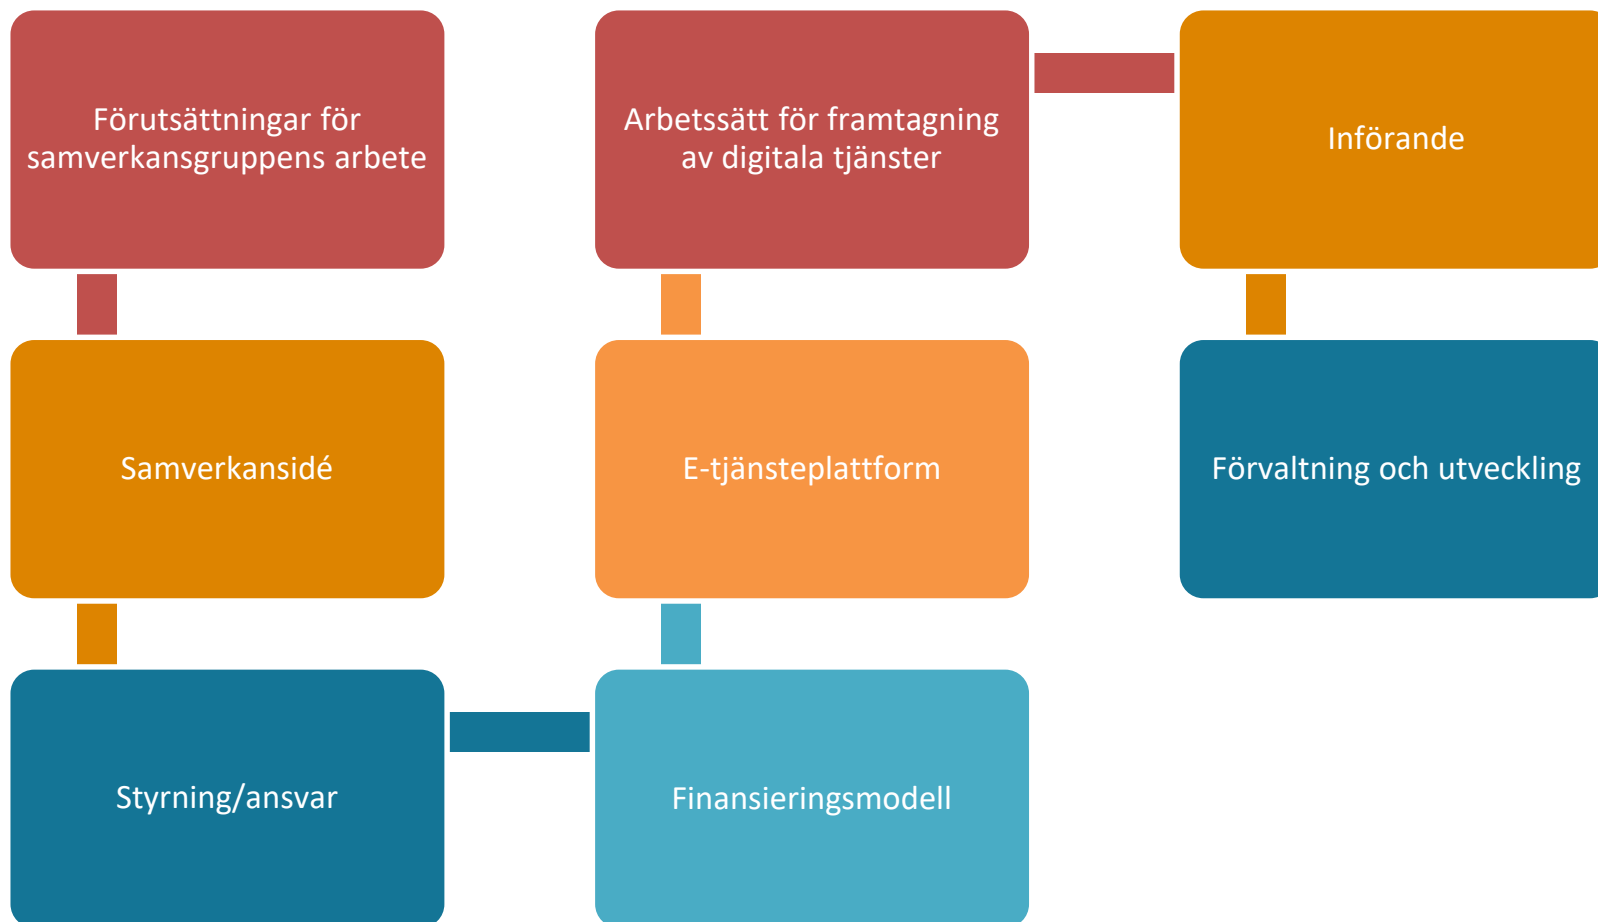 Förutsättningar för
samverkansgruppens arbete
Samverkansidé
Styrning/ansvar
Finansieringsmodell
E-tjänsteplattform
Arbetssätt för framtagning
av digitala tjänster
Införande
Förvaltning och utveckling